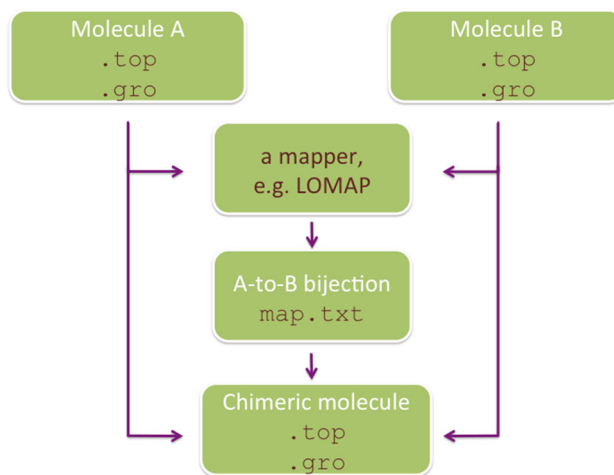 Molecule A
.top
.gro
Molecule B
.top
.gro
a mapper,
e.g. LOMAP
A-to-B bijection
map.txt
Chimeric molecule
.top
.gro